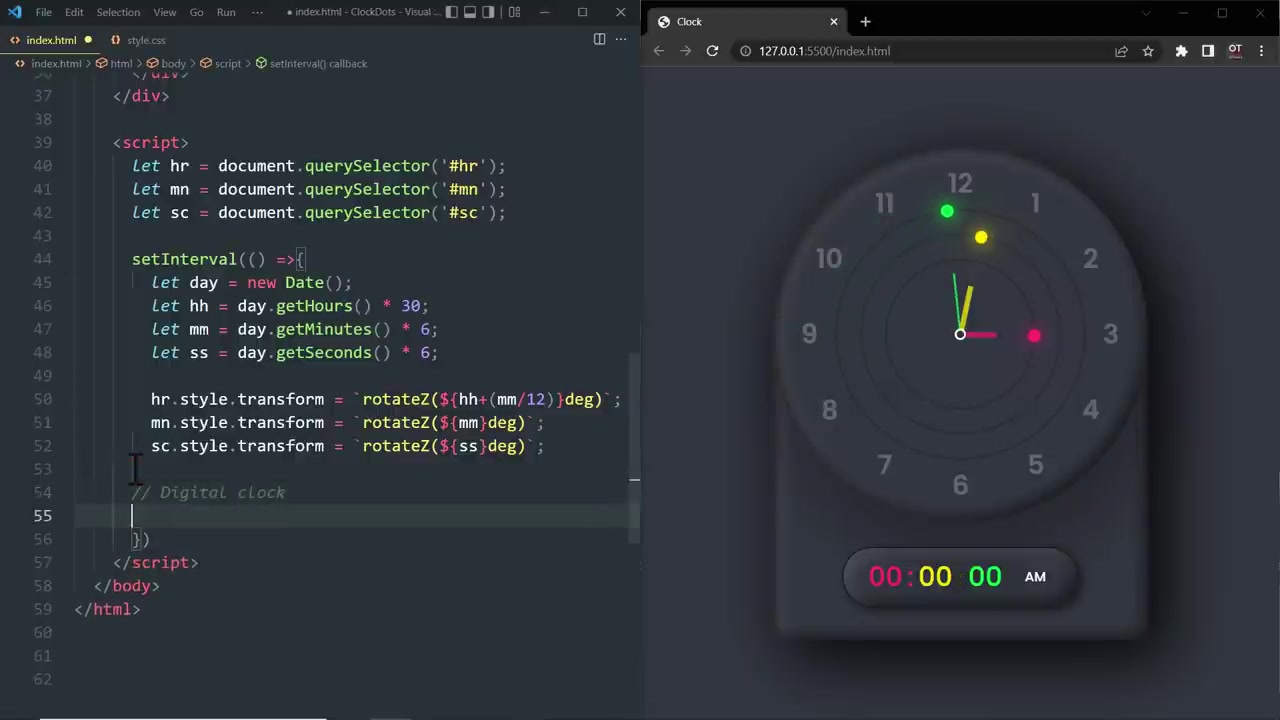 File Edit Selection View Go Run ··· ● index.html - ClockDots - Visual ...
index.html ● style.css
index.html > html > body > script > setInterval() callback
36 </div>
37 </div>
38
39 <script>
40 let hr = document.querySelector('#hr');
41 let mn = document.querySelector('#mn');
42 let sc = document.querySelector('#sc');
43
44 setInterval(() =>{
45 let day = new Date();
46 let hh = day.getHours() * 30;
47 let mm = day.getMinutes() * 6;
48 let ss = day.getSeconds() * 6;
49
50 hr.style.transform = `rotateZ(${hh+(mm/12)}deg)`;
51 mn.style.transform = `rotateZ(${mm}deg)`;
52 sc.style.transform = `rotateZ(${ss}deg)`;
53
54 // Digital clock
55
56 })
57 </script>
58 </body>
59 </html>
60
61
62
Clock
127.0.0.1:5500/index.html
OT
12
1
2
3
4
5
6
7
8
9
10
11
00:00 00 AM